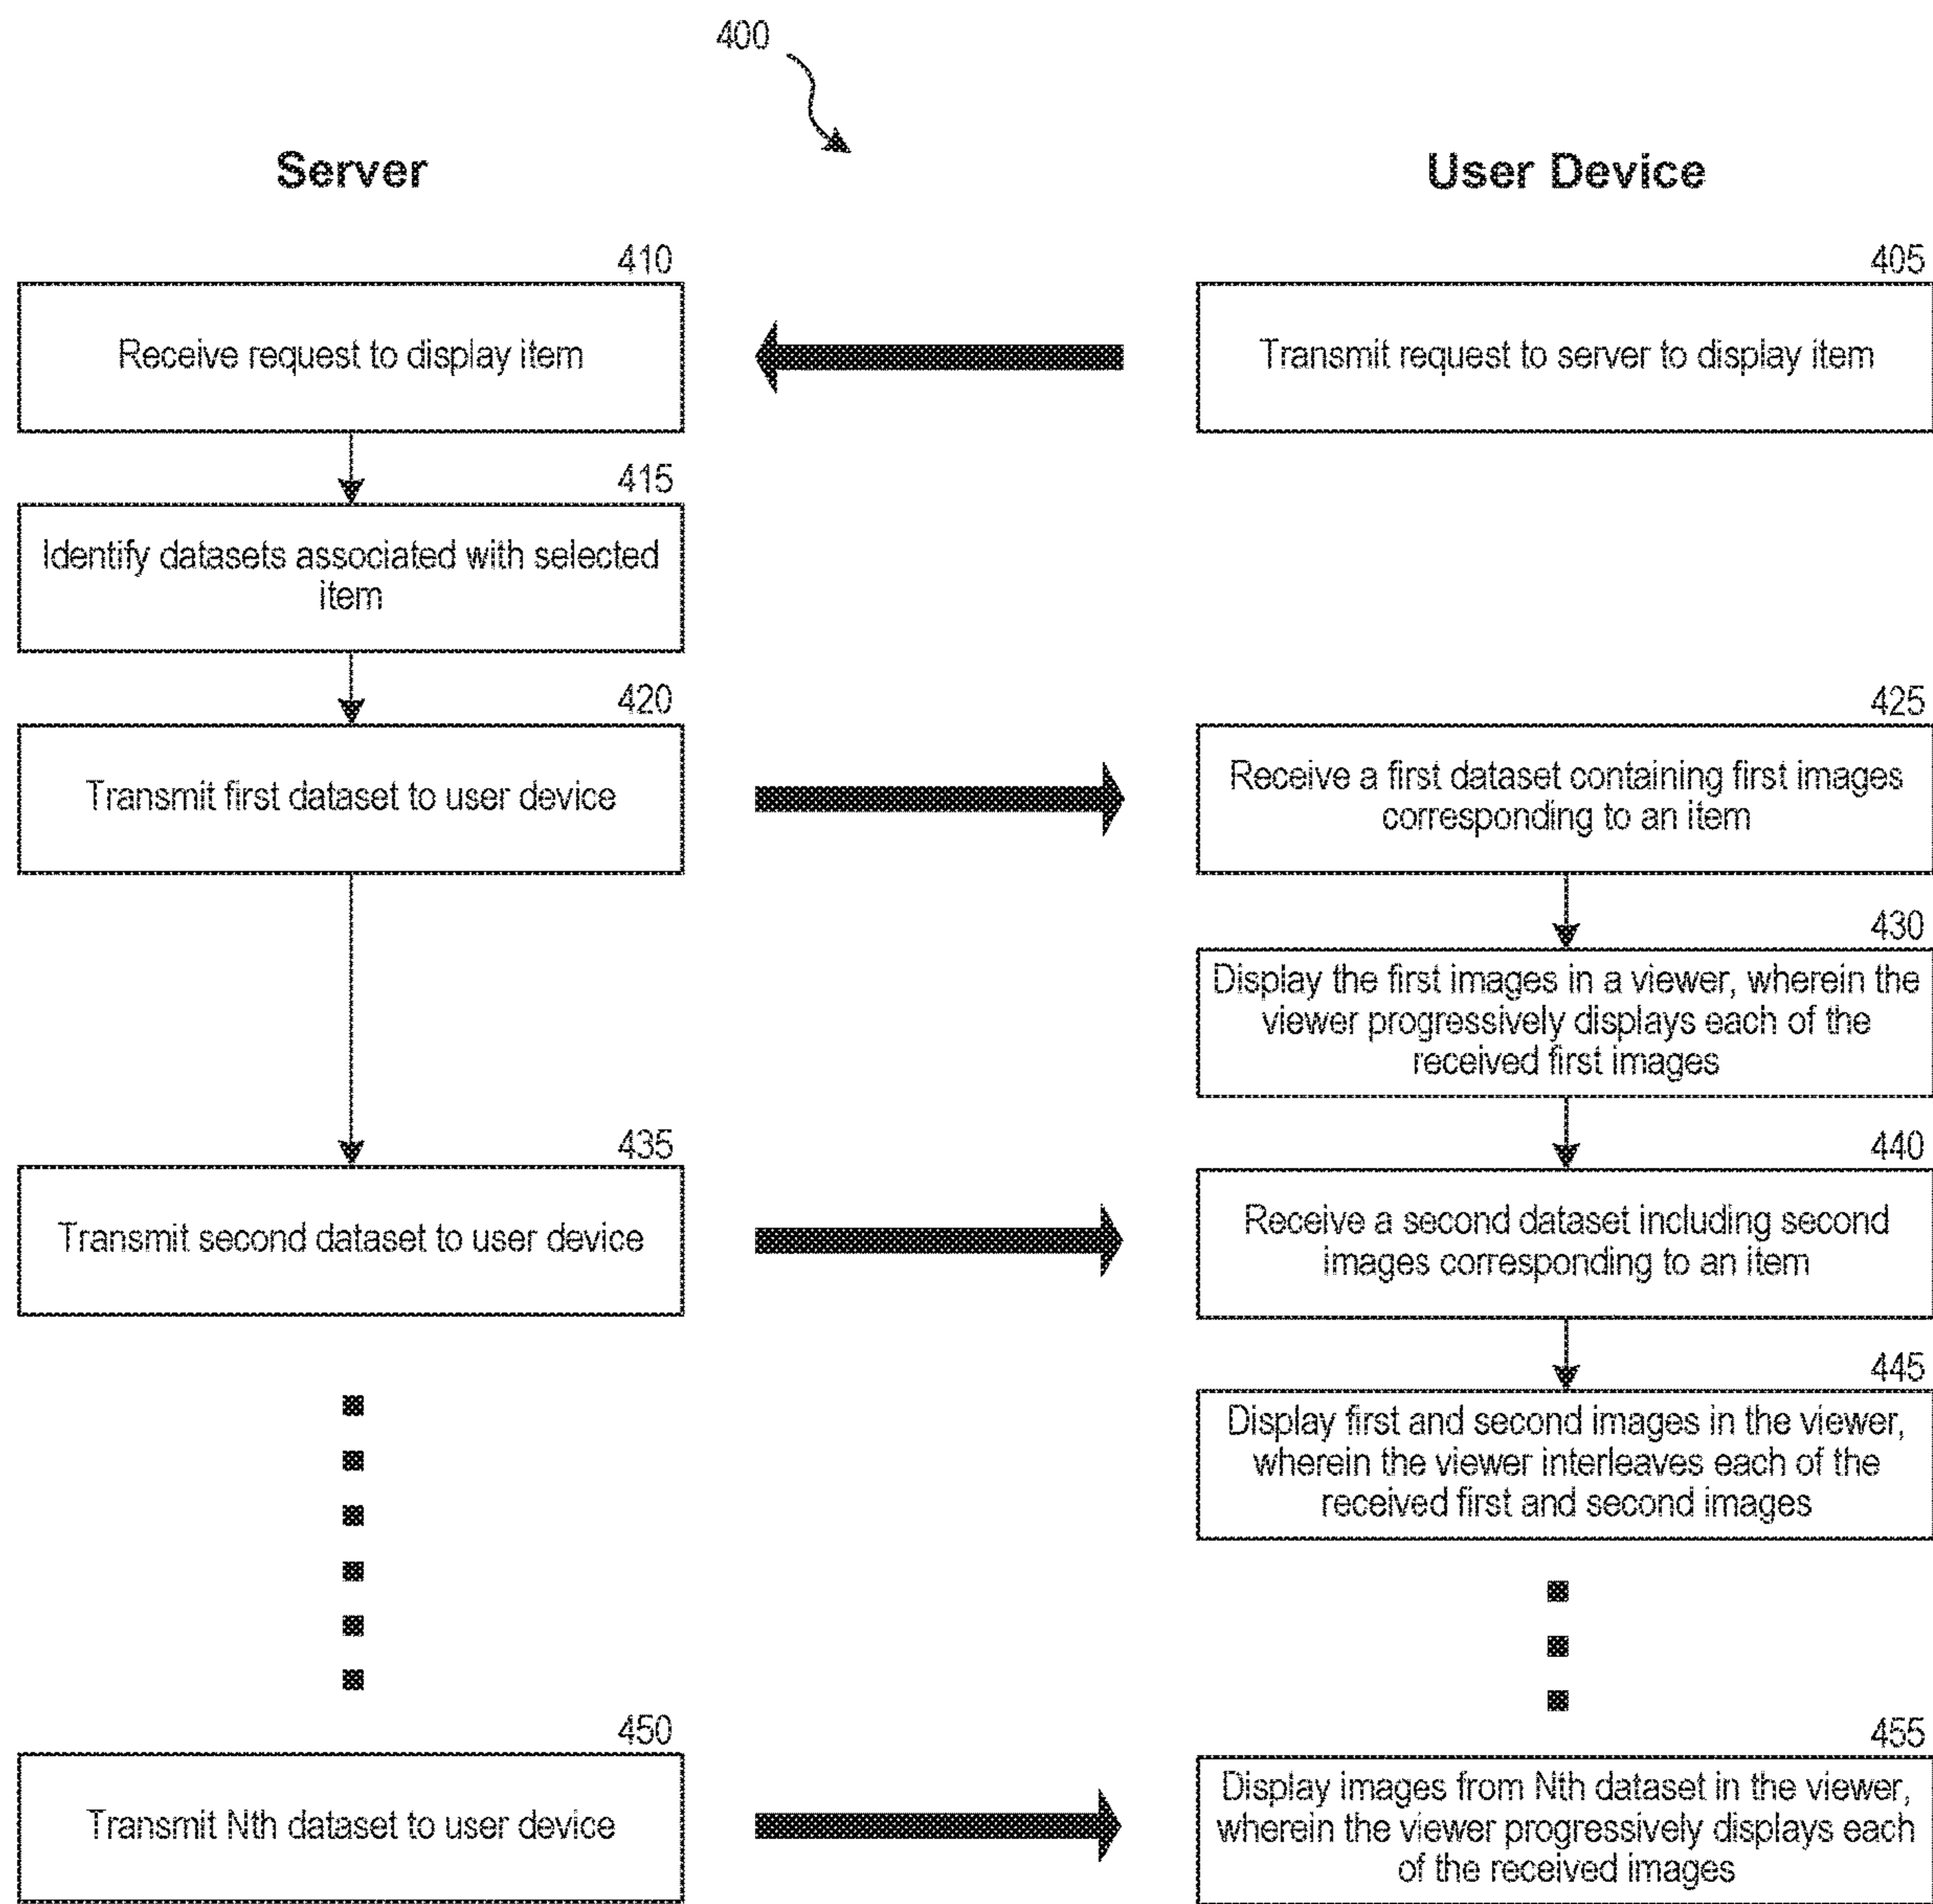 400
Server
User Device
410
Receive request to display item
405
Transmit request to server to display item
415
Identify datasets associated with selected
item
420
Transmit first dataset to user device
425
Receive a first dataset containing first images
corresponding to an item
430
Display the first images in a viewer, wherein the
viewer progressively displays each of the
received first images
435
Transmit second dataset to user device
440
Receive a second dataset including second
images corresponding to an item
445
Display first and second images in the viewer,
wherein the viewer interleaves each of the
received first and second images
450
Transmit Nth dataset to user device
455
Display images from Nth dataset in the viewer,
wherein the viewer progressively displays each
of the received images